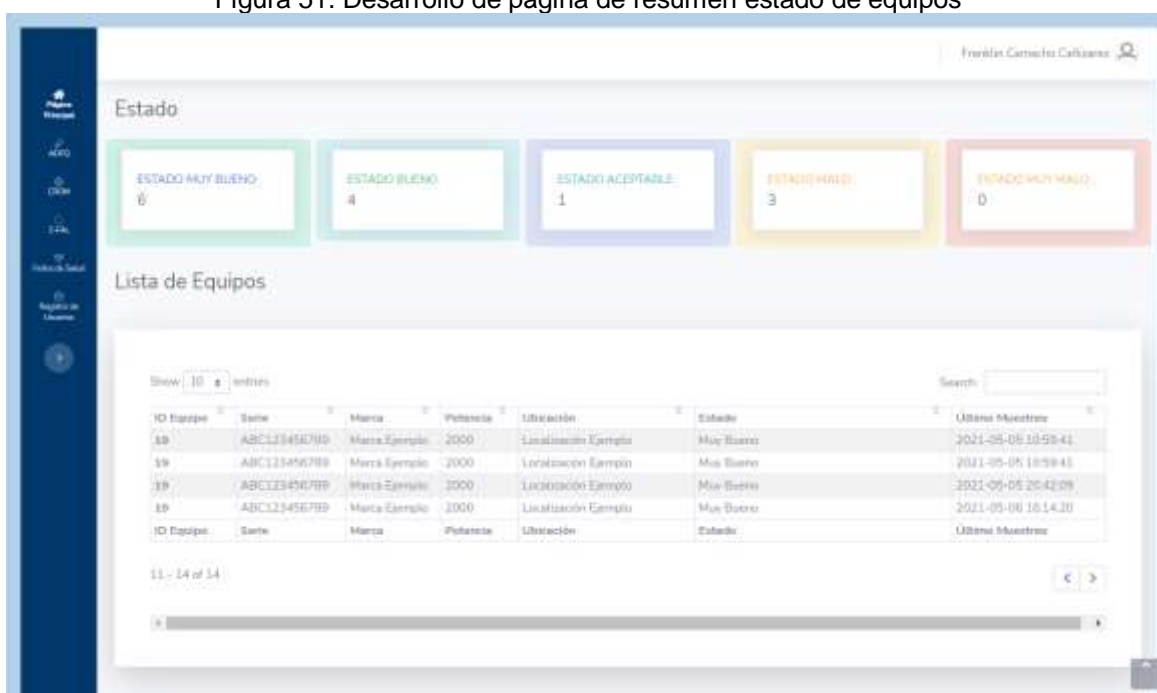 Figura 51. Desarrollo de página de resumen estado de equipos
Franklin Camacho Cañizares
Página
Principal
Estado
ESTADO MUY BUENO
6
ESTADO BUENO
4
ESTADO ACEPTABLE
1
ESTADO MALO
3
ESTADO MUY MALO
0
Registro de
Usuarios
Lista de Equipos
Show 10 entries
Search:
ID Equipo Serie Marca Potencia Ubicación Estado Último Muestreo
19 ABC123456789 Marca Ejemplo 2000 Localización Ejemplo Muy Bueno 2021-05-05 10:59:41
19 ABC123456789 Marca Ejemplo 2000 Localización Ejemplo Muy Bueno 2021-05-05 10:59:41
19 ABC123456789 Marca Ejemplo 2000 Localización Ejemplo Muy Bueno 2021-05-05 20:42:09
19 ABC123456789 Marca Ejemplo 2000 Localización Ejemplo Muy Bueno 2021-05-06 16:14:20
ID Equipo Serie Marca Potencia Ubicación Estado Último Muestreo
11 - 14 of 14